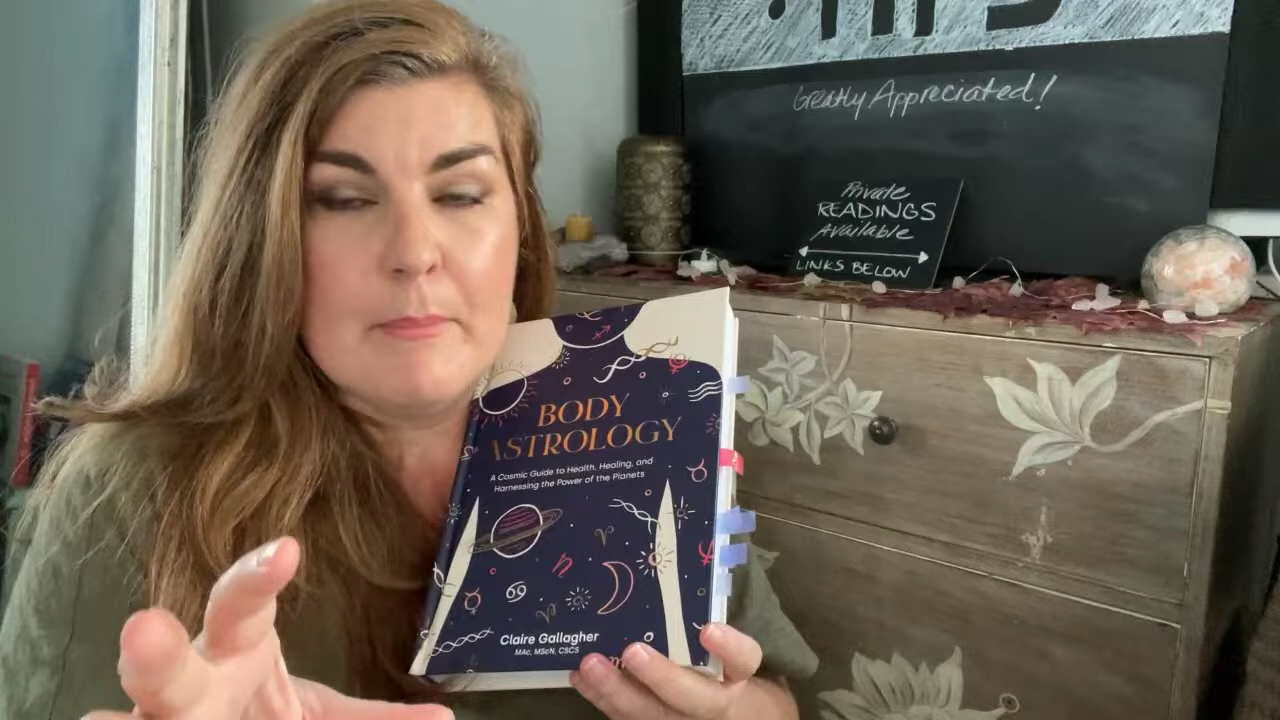 Greatly Appreciated!
Private
READINGS
Available
LINKS BELOW
BODY
ASTROLOGY
A Cosmic Guide to Health, Healing, and
Harnessing the Power of the Planets
Claire Gallagher
MAc, MScN, CSCS